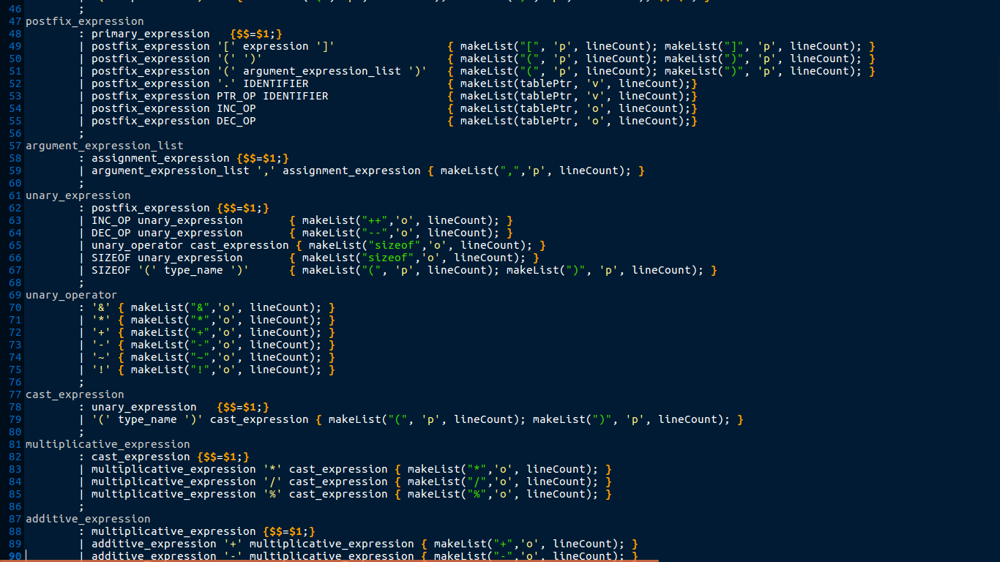 46         ;
47 postfix_expression
48         : primary_expression   {$$=$1;}
49         | postfix_expression '[' expression ']'                 { makeList("[", 'p', lineCount); makeList("]", 'p', lineCount); }
50         | postfix_expression '(' ')'                            { makeList("(", 'p', lineCount); makeList(")", 'p', lineCount); }
51         | postfix_expression '(' argument_expression_list ')'   { makeList("(", 'p', lineCount); makeList(")", 'p', lineCount); }
52         | postfix_expression '.' IDENTIFIER                     { makeList(tablePtr, 'v', lineCount);}
53         | postfix_expression PTR_OP IDENTIFIER                  { makeList(tablePtr, 'v', lineCount);}
54         | postfix_expression INC_OP                             { makeList(tablePtr, 'o', lineCount);}
55         | postfix_expression DEC_OP                             { makeList(tablePtr, 'o', lineCount);}
56         ;
57 argument_expression_list
58         : assignment_expression {$$=$1;}
59         | argument_expression_list ',' assignment_expression { makeList(",",'p', lineCount); }
60         ;
61 unary_expression
62         : postfix_expression {$$=$1;}
63         | INC_OP unary_expression       { makeList("++",'o', lineCount); }
64         | DEC_OP unary_expression       { makeList("--",'o', lineCount); }
65         | unary_operator cast_expression { makeList("sizeof",'o', lineCount); }
66         | SIZEOF unary_expression       { makeList("sizeof",'o', lineCount); }
67         | SIZEOF '(' type_name ')'      { makeList("(", 'p', lineCount); makeList(")", 'p', lineCount); }
68         ;
69 unary_operator
70         : '&' { makeList("&",'o', lineCount); }
71         | '*' { makeList("*",'o', lineCount); }
72         | '+' { makeList("+",'o', lineCount); }
73         | '-' { makeList("-",'o', lineCount); }
74         | '~' { makeList("~",'o', lineCount); }
75         | '!' { makeList("!",'o', lineCount); }
76         ;
77 cast_expression
78         : unary_expression   {$$=$1;}
79         | '(' type_name ')' cast_expression { makeList("(", 'p', lineCount); makeList(")", 'p', lineCount); }
80         ;
81 multiplicative_expression
82         : cast_expression {$$=$1;}
83         | multiplicative_expression '*' cast_expression { makeList("*",'o', lineCount); }
84         | multiplicative_expression '/' cast_expression { makeList("/",'o', lineCount); }
85         | multiplicative_expression '%' cast_expression { makeList("%",'o', lineCount); }
86         ;
87 additive_expression
88         : multiplicative_expression {$$=$1;}
89         | additive_expression '+' multiplicative_expression { makeList("+",'o', lineCount); }
90         | additive_expression '-' multiplicative_expression { makeList("-",'o', lineCount); }